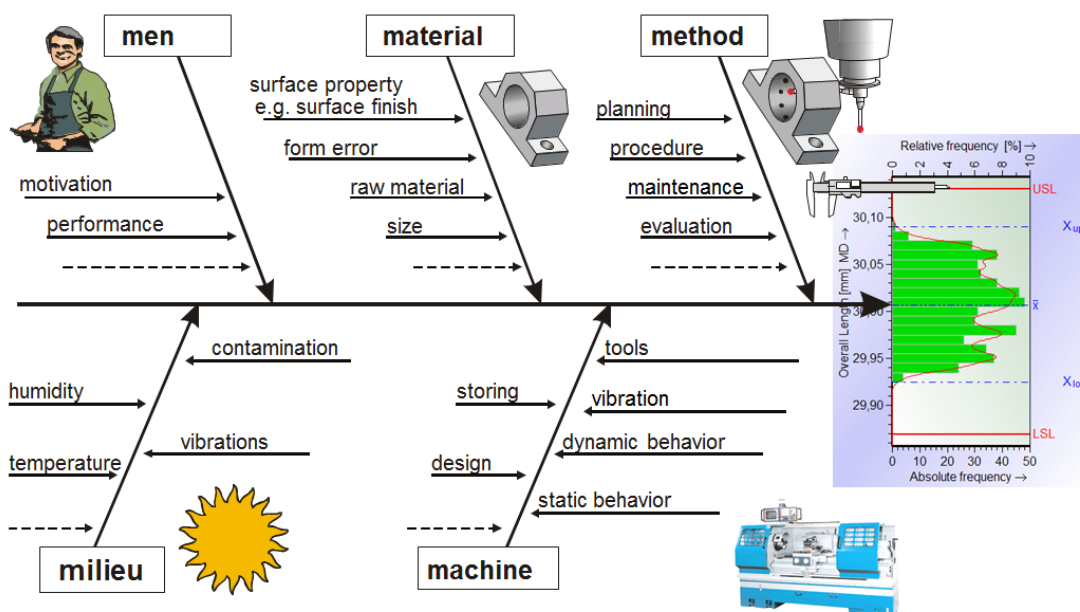 men
material
method
surface property
e.g. surface finish
form error
raw material
size
planning
procedure
maintenance
evaluation
motivation
performance
contamination
humidity
vibrations
temperature
milieu
tools
storing
vibration
dynamic behavior
design
static behavior
machine
Relative frequency [%] →
0 2 4 6 8 10
USL
30,10
X up
30,05
Overall Length [mm] MD →
x̄
30,00
29,95
X lo
29,90
LSL
0 10 20 30 40 50
Absolute frequency →